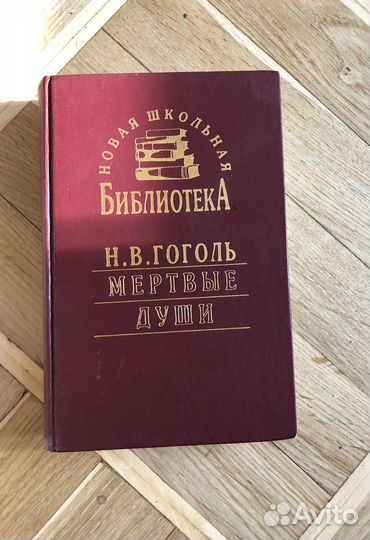 НОВАЯ ШКОЛЬНАЯ
БИБЛИОТЕКА
Н.В.ГОГОЛЬ
МЕРТВЫЕ
ДУШИ
Avito